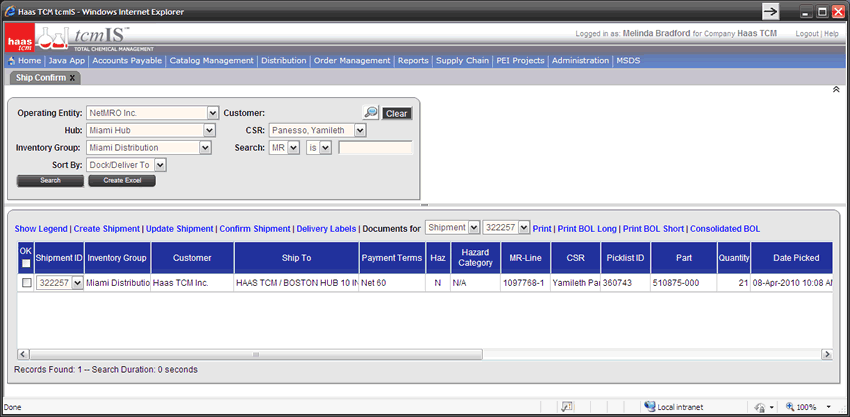 Haas TCM tcmIS - Windows Internet Explorer
haas tcm tcmIS™ TOTAL CHEMICAL MANAGEMENT
Logged in as: Melinda Bradford for Company Haas TCM Logout | Help
Home Java App Accounts Payable Catalog Management Distribution Order Management Reports Supply Chain PEI Projects Administration MSDS
Ship Confirm x
Operating Entity: NetMRO Inc. Customer: Clear
Hub: Miami Hub CSR: Panesso, Yamileth
Inventory Group: Miami Distribution Search: MR is
Sort By: Dock/Deliver To
Search Create Excel
Show Legend | Create Shipment | Update Shipment | Confirm Shipment | Delivery Labels | Documents for Shipment 322257 Print | Print BOL Long | Print BOL Short | Consolidated BOL
OK Shipment ID Inventory Group Customer Ship To Payment Terms Haz Hazard Category MR-Line CSR Picklist ID Part Quantity Date Picked
322257 Miami Distributio Haas TCM Inc. HAAS TCM / BOSTON HUB 10 IN Net 60 N N/A 1097768-1 Yamileth Pa 360743 510875-000 21 08-Apr-2010 10:08 AM
Records Found: 1 -- Search Duration: 0 seconds
Done Local intranet 100%